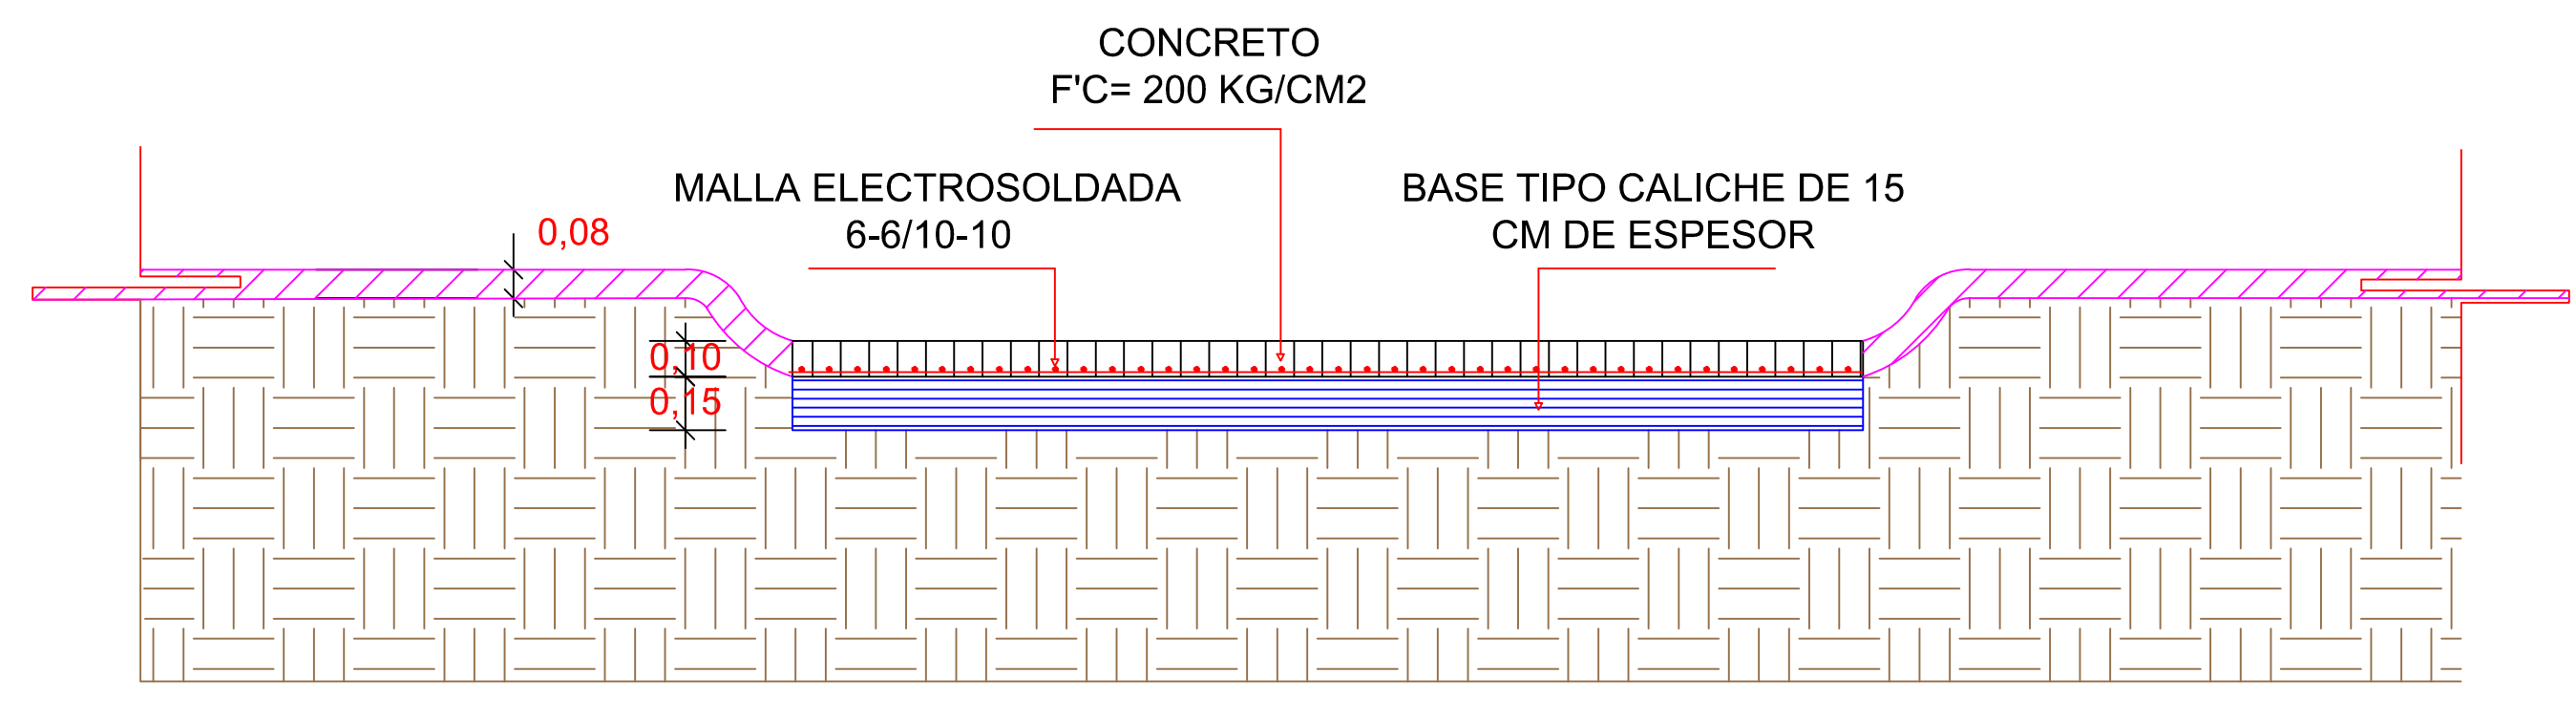 CONCRETO
F'C= 200 KG/CM2
MALLA ELECTROSOLDADA
6-6/10-10
BASE TIPO CALICHE DE 15
CM DE ESPESOR
0,08
0,10
0,15